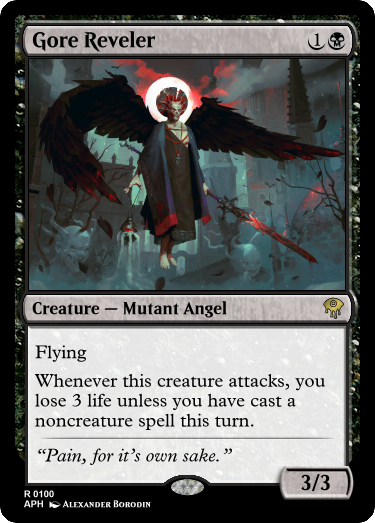 Gore Reveler 1
Creature — Mutant Angel
Flying
Whenever this creature attacks, you
lose 3 life unless you have cast a
noncreature spell this turn.
“Pain, for it’s own sake.”
3/3
R 0100
APH Alexander Borodin